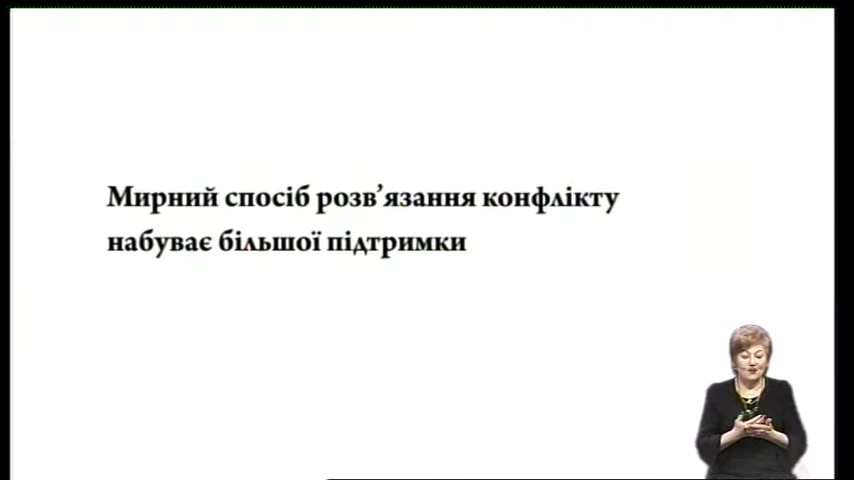 Мирний спосіб розв’язання конфлікту
набуває більшої підтримки